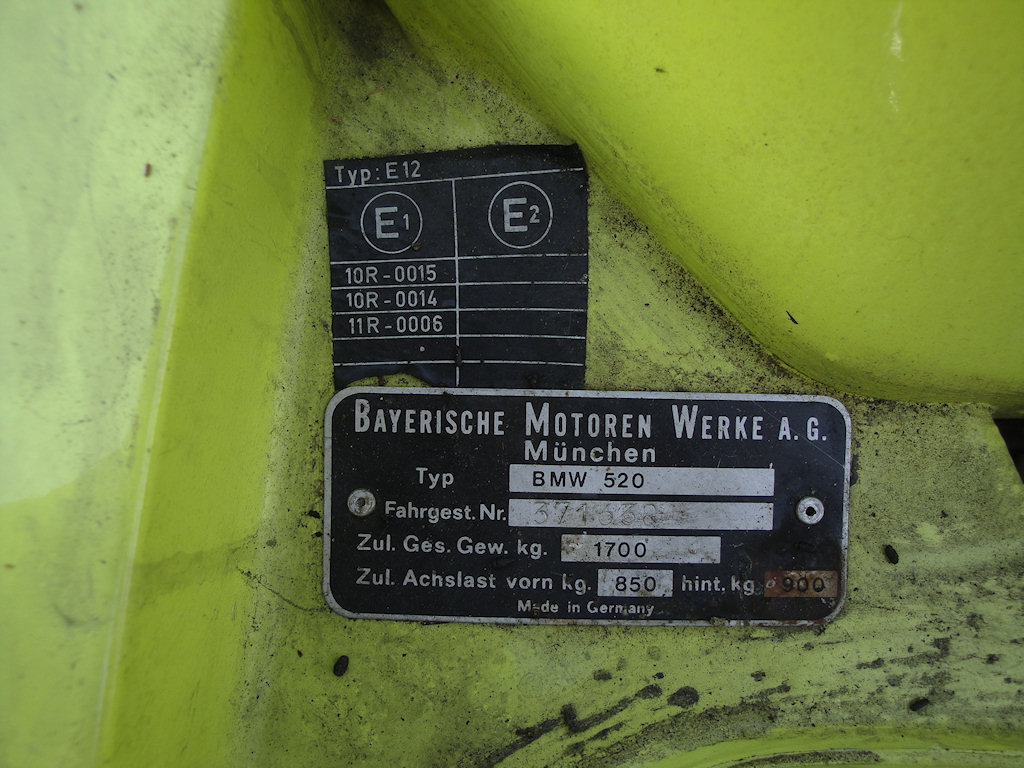 Typ: E12
E1 E2
10R-0015
10R-0014
11R-0006
BAYERISCHE MOTOREN WERKE A.G.
München
Typ BMW 520
Fahrgest. Nr.
Zul. Ges. Gew. kg. 1700
Zul. Achslast vorn kg. 850 hint. kg 900
Made in Germany